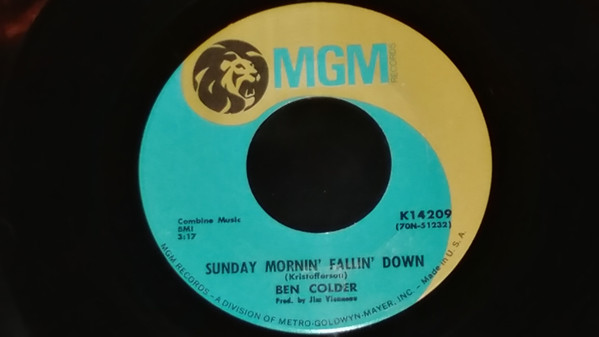 MGM
RECORDS
Combine Music
BMI
3:17
K14209
(70N-51232)
SUNDAY MORNIN' FALLIN' DOWN
(Kristofferson)
BEN COLDER
Prod. by Jim Vienneau
MGM RECORDS - A DIVISION OF METRO-GOLDWYN-MAYER, INC. - Made in U.S.A.